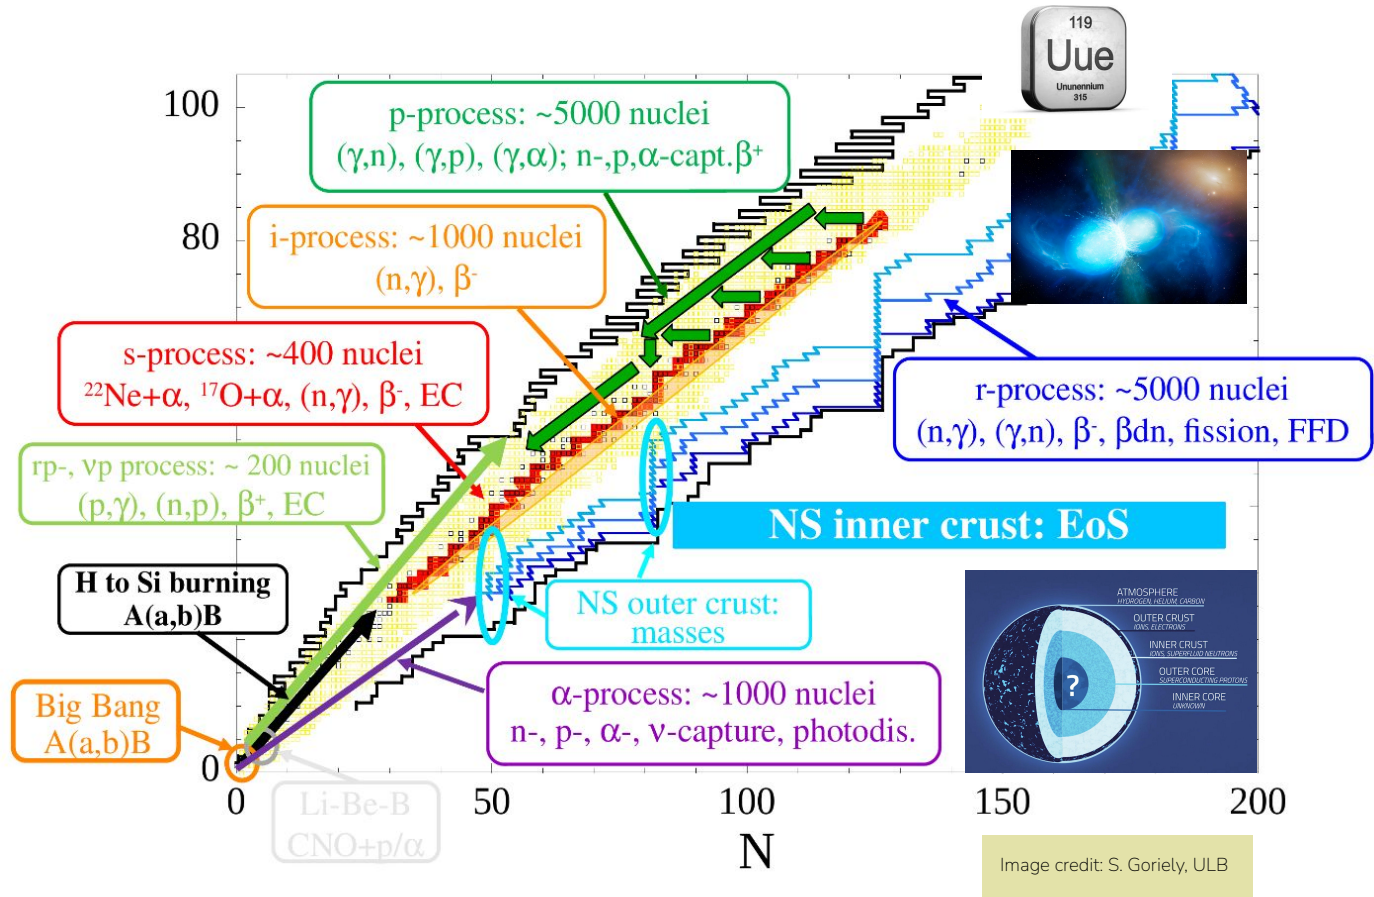 119
Uue
Ununennium
315
100
80
0
p-process: ~5000 nuclei
(γ,n), (γ,p), (γ,α); n-,p,α-capt.β⁺
i-process: ~1000 nuclei
(n,γ), β⁻
s-process: ~400 nuclei
²²Ne+α, ¹⁷O+α, (n,γ), β⁻, EC
rp-, νp process: ~ 200 nuclei
(p,γ), (n,p), β⁺, EC
H to Si burning
A(a,b)B
Big Bang
A(a,b)B
Li-Be-B
CNO+p/α
r-process: ~5000 nuclei
(n,γ), (γ,n), β⁻, βdn, fission, FFD
NS inner crust: EoS
NS outer crust:
masses
α-process: ~1000 nuclei
n-, p-, α-, ν-capture, photodis.
ATMOSPHERE
HYDROGEN, HELIUM, CARBON
OUTER CRUST
IONS, ELECTRONS
INNER CRUST
IONS, SUPERFLUID NEUTRONS
OUTER CORE
SUPERCONDUCTING PROTONS
INNER CORE
UNKNOWN
?
0
50
100
150
200
N
Image credit: S. Goriely, ULB